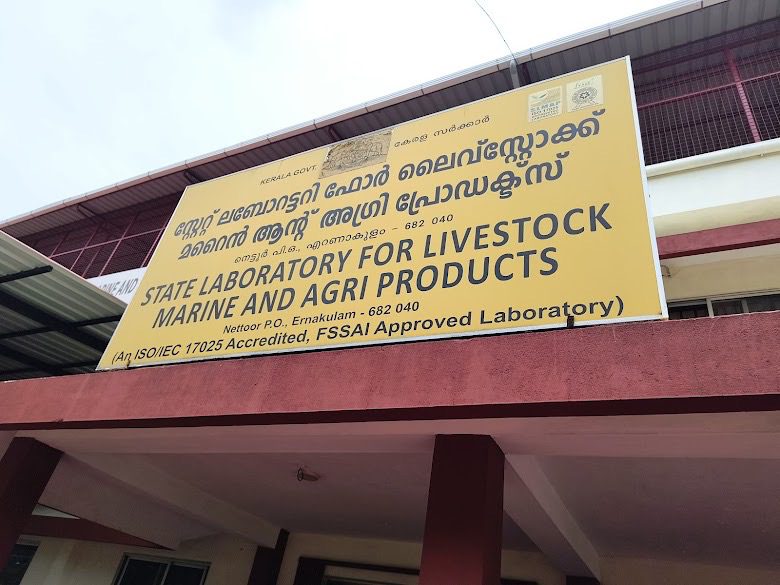 KERALA GOVT. കേരള സർക്കാർ
സ്റ്റേറ്റ് ലബോറട്ടറി ഫോർ ലൈവ്സ്റ്റോക്ക്
മറൈൻ ആന്റ് അഗ്രി പ്രോഡക്ട്സ്
നെട്ടൂർ പി.ഒ., എറണാകുളം - 682 040
STATE LABORATORY FOR LIVESTOCK
MARINE AND AGRI PRODUCTS
Nettoor P.O., Ernakulam - 682 040
(An ISO/IEC 17025 Accredited, FSSAI Approved Laboratory)